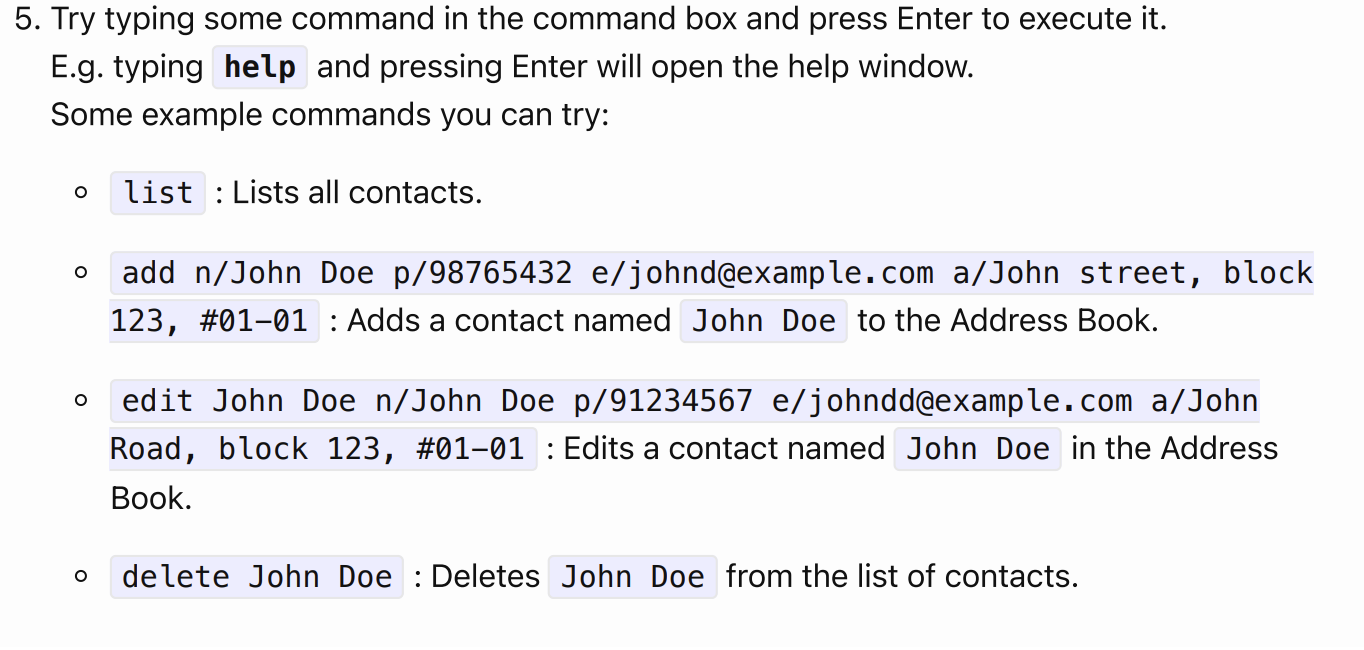 5. Try typing some command in the command box and press Enter to execute it.
E.g. typing help and pressing Enter will open the help window.
Some example commands you can try:
list : Lists all contacts.
add n/John Doe p/98765432 e/johnd@example.com a/John street, block
123, #01-01 : Adds a contact named John Doe to the Address Book.
edit John Doe n/John Doe p/91234567 e/johndd@example.com a/John
Road, block 123, #01-01 : Edits a contact named John Doe in the Address
Book.
delete John Doe : Deletes John Doe from the list of contacts.